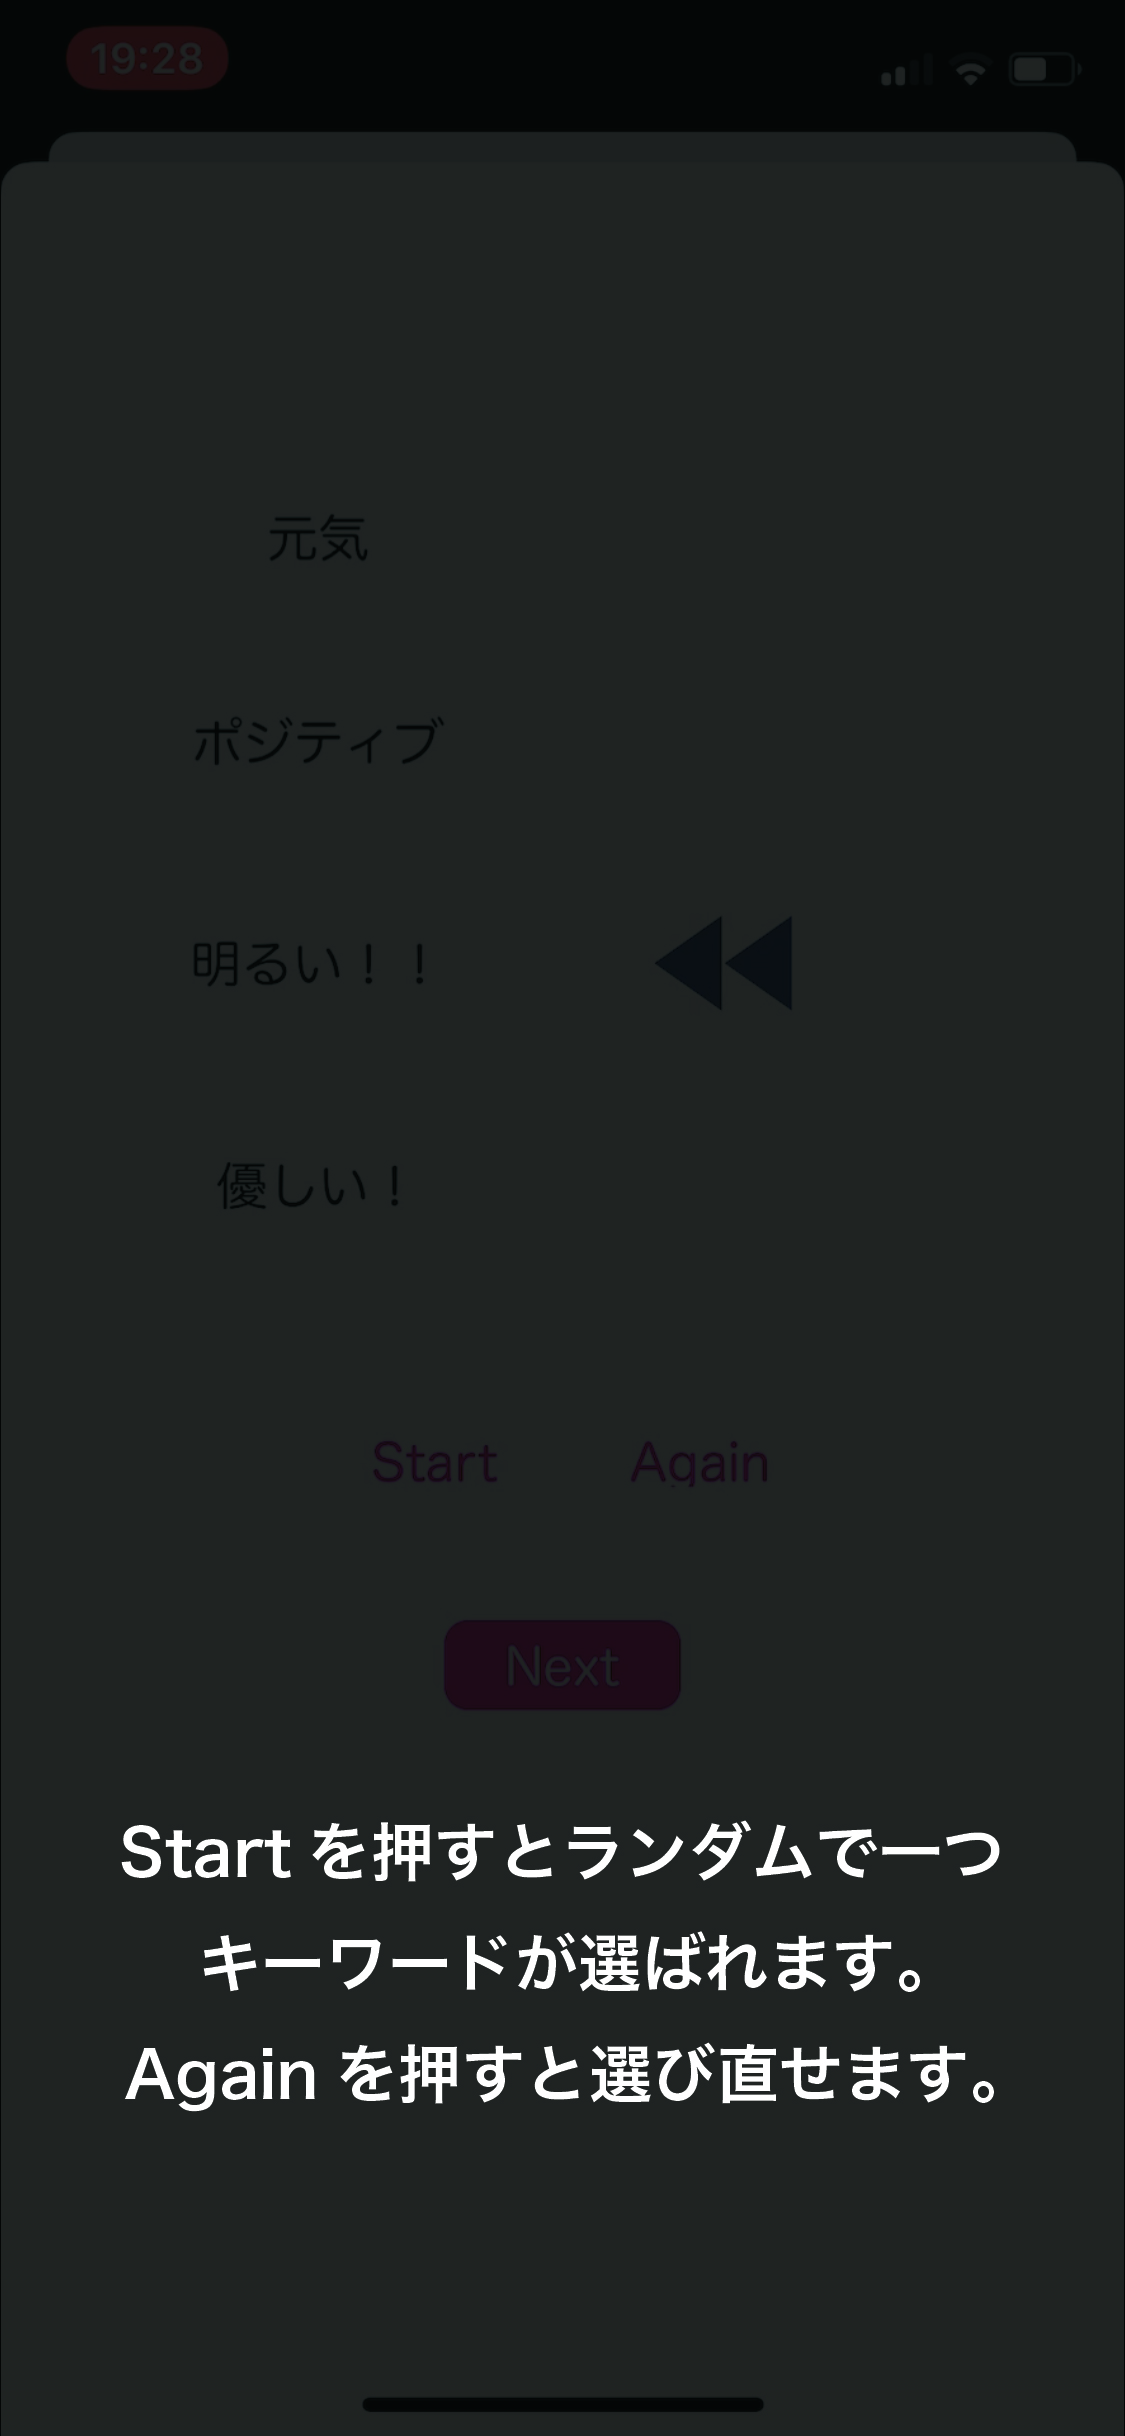 19:28
元気
ポジティブ
明るい！！
優しい！
Start Again
Next
Start を押すとランダムで一つ
キーワードが選ばれます。
Again を押すと選び直せます。